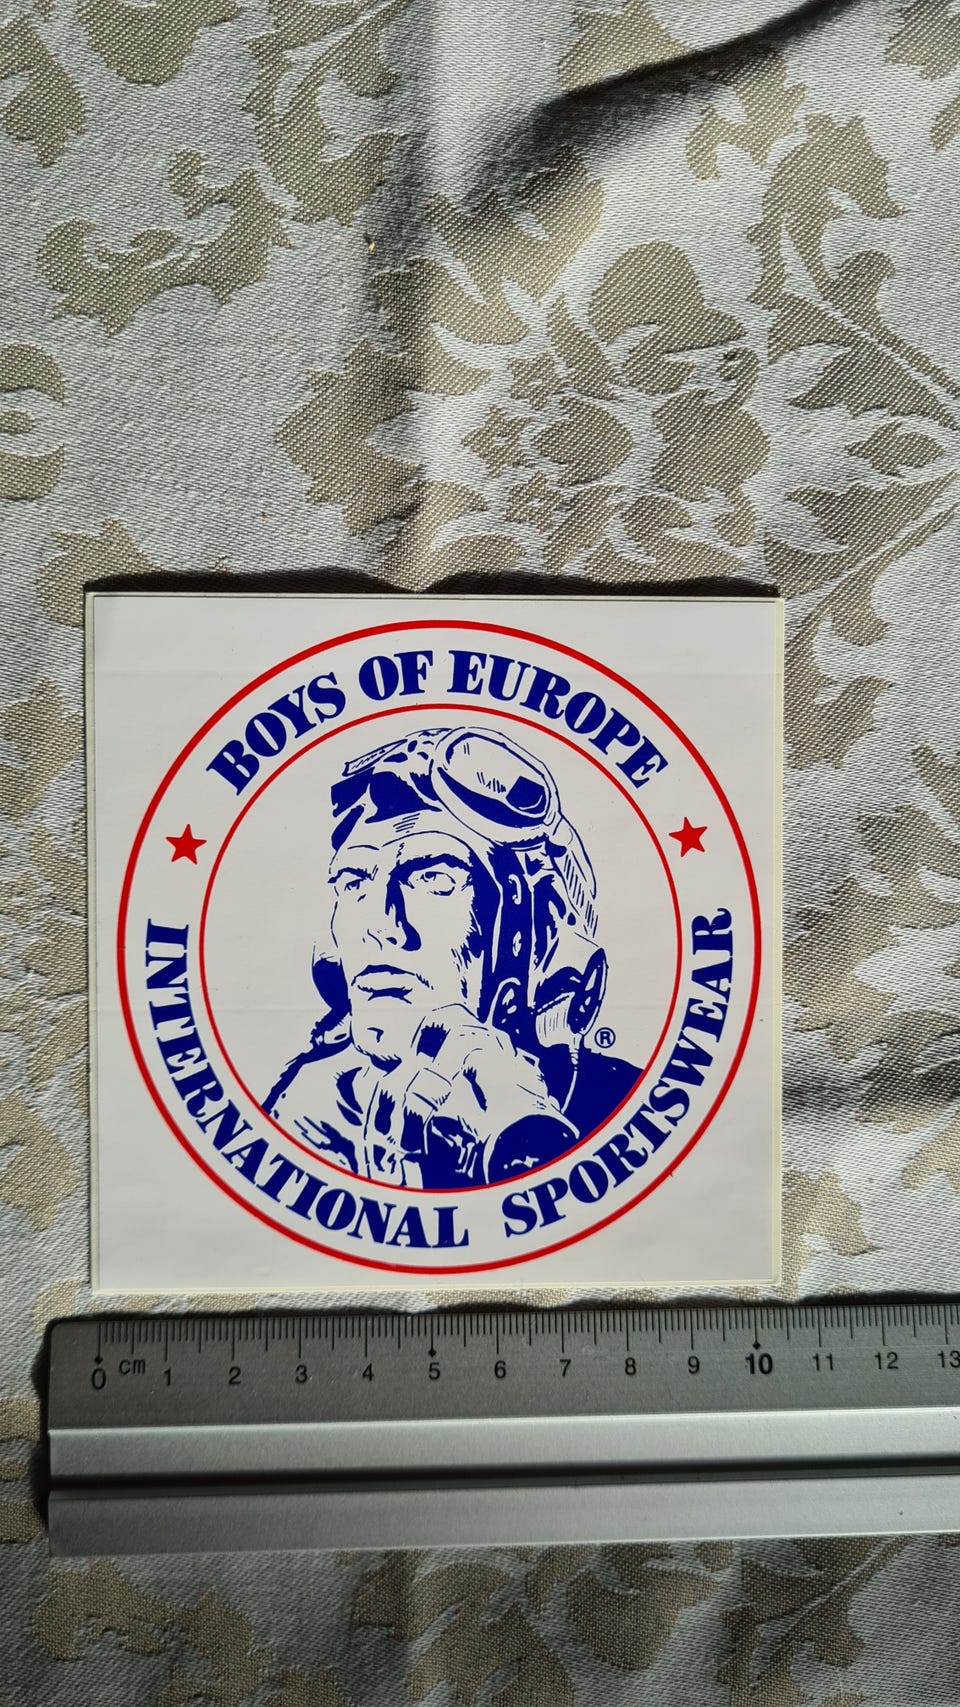 BOYS OF EUROPE
®
INTERNATIONAL SPORTSWEAR
0 cm 1 2 3 4 5 6 7 8 9 10 11 12 13